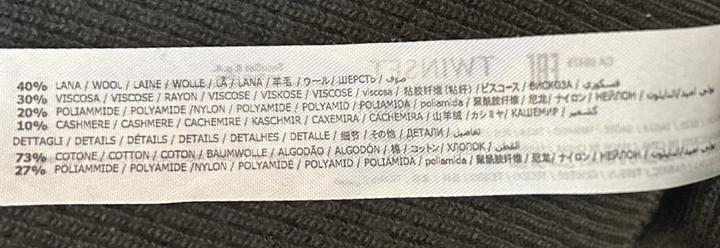 40% LANA / WOOL / LAINE / WOLLE / LÃ / LANA / 羊毛 / ウール / ШЕРСТЬ / صوف
30% VISCOSA / VISCOSE / RAYON / VISCOSE / VISKOSE / VISCOSE / viscosa / 粘胶纤维 (粘纤) / ビスコース / ВИСКОЗА / فسكوزي
20% POLIAMMIDE / POLYAMIDE /NYLON / POLYAMIDE / POLYAMID / POLIAMIDA / poliamida / 聚酰胺纤维 / 尼龙 / ナイロン / НЕЙЛОН /
10% CASHMERE / CASHMERE / CACHEMIRE / KASCHMIR / CAXEMIRA / CACHEMIRA / 山羊绒 / カシミヤ / КАШЕМИР / كشمير
DETTAGLI / DETAILS / DÉTAILS / DETAILS / DETALHES / DETALLE / 细节 / その他 / ДЕТАЛИ / تفاصيل
73% COTONE / COTTON / COTON / BAUMWOLLE / ALGODÃO / ALGODÓN / 棉 / コットン / ХЛОПОК / القطن
27% POLIAMMIDE / POLYAMIDE /NYLON / POLYAMIDE / POLYAMID / POLIAMIDA / poliamida / 聚酰胺纤维 / 尼龙 / ナイロン / НЕЙЛОН /